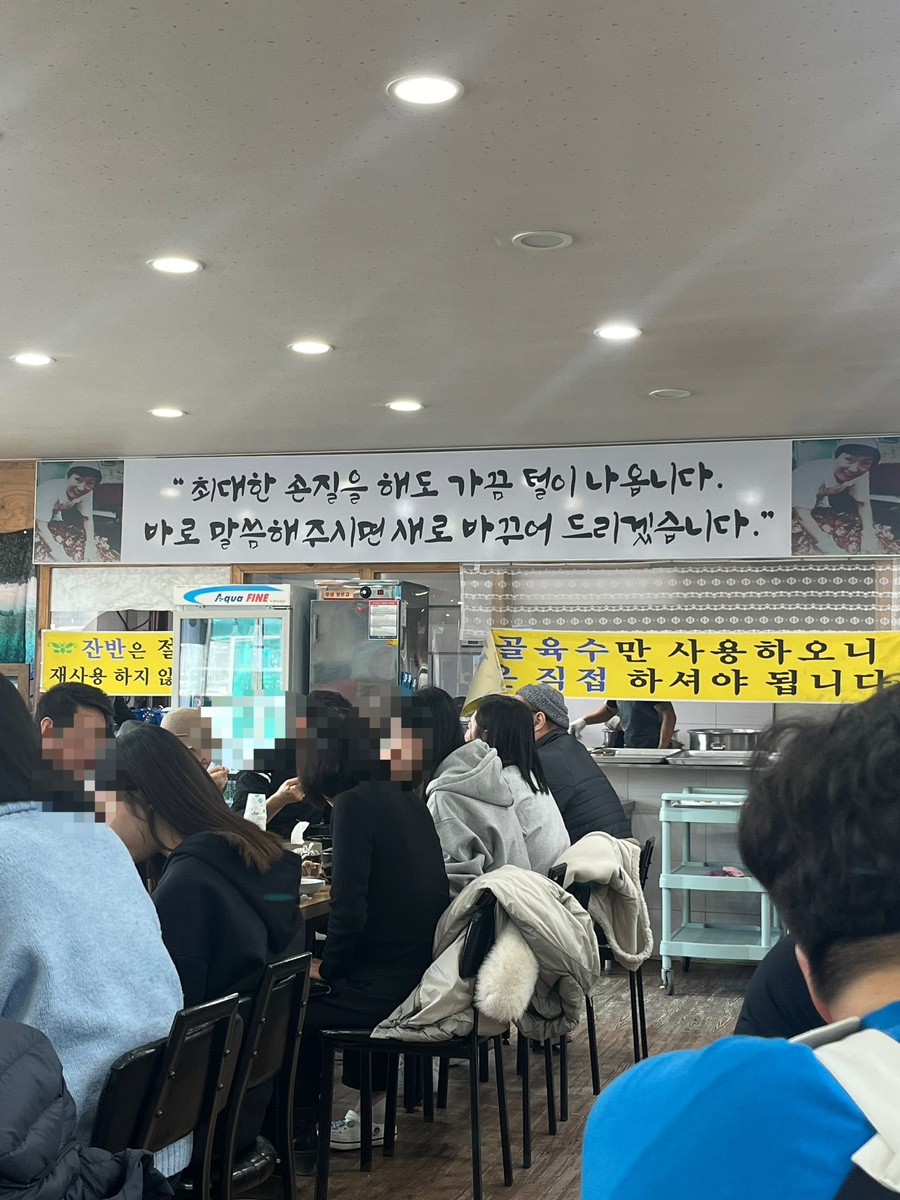 “최대한 손질을 해도 가끔 털이 나옵니다.
바로 말씀해주시면 새로 바꾸어 드리겠습니다.”
Aqua FINE
잔반은 절
재사용 하지 않
골육수만 사용하오니
은 직접 하셔야 됩니다